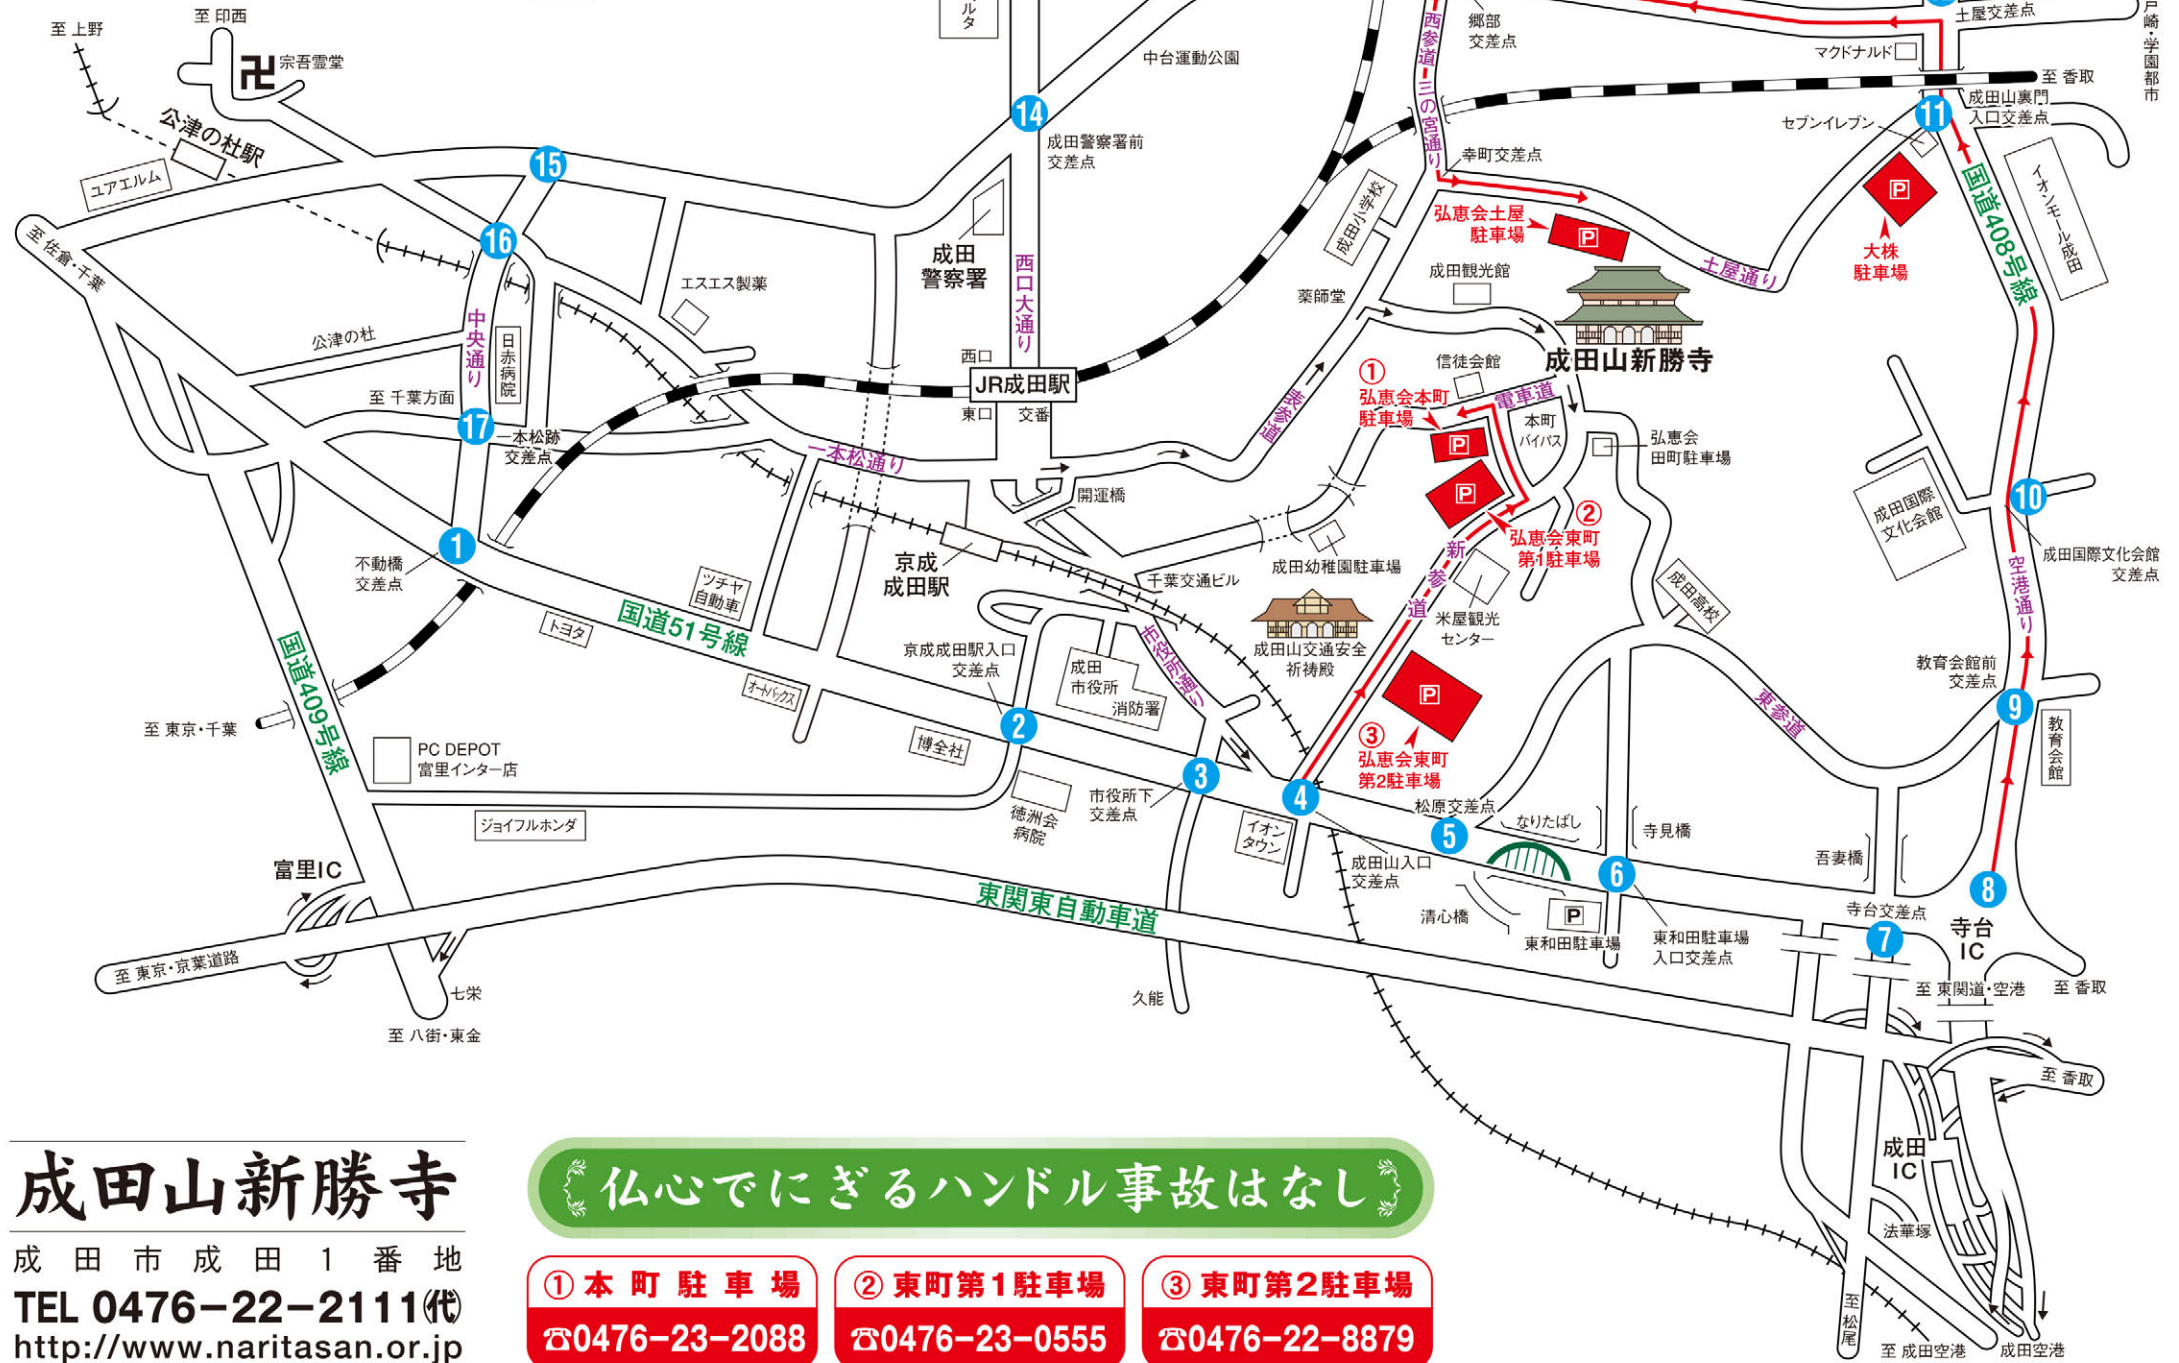 至 上野
至 印西
宗吾霊堂
公津の杜駅
ユアエルム
至 佐倉・千葉
ルタ
中台運動公園
14
成田警察署前
交差点
15
16
成田
警察署
西口大通り
エスエス製薬
中央通り
日赤病院
公津の杜
至 千葉方面
17
一本松跡
交差点
西口
JR成田駅
東口
交番
一本松通り
開運橋
表参道
西参道
三の宮通り
郷部
交差点
土屋交差点
戸崎・学園都市
マクドナルド
至 香取
11
成田山裏門
入口交差点
セブンイレブン
イオンモール成田
国道408号線
P
大株
駐車場
幸町交差点
成田小学校
弘恵会土屋
駐車場
P
土屋通り
成田観光館
薬師堂
成田山新勝寺
信徒会館
電車道
①
弘恵会本町
駐車場
P
本町
バイパス
弘恵会
田町駐車場
P
②
弘恵会東町
第1駐車場
成田国際
文化会館
10
成田国際文化会館
交差点
空港通り
1
不動橋
交差点
ツチヤ
自動車
京成
成田駅
成田幼稚園駐車場
千葉交通ビル
新参道
米屋観光
センター
成田高校
トヨタ
国道51号線
京成成田駅入口
交差点
成田
市役所
消防署
市役所通り
成田山交通安全
祈祷殿
P
③
弘恵会東町
第2駐車場
東参道
教育会館前
交差点
9
教育会館
国道409号線
至 東京・千葉
オートバックス
2
博全社
PC DEPOT
富里インター店
ジョイフルホンダ
徳洲会
病院
3
市役所下
交差点
4
イオン
タウン
成田山入口
交差点
松原交差点
5
なりたばし
寺見橋
6
清心橋
P
東和田駐車場
東和田駐車場
入口交差点
吾妻橋
8
寺台交差点
7
寺台
IC
至 東関道・空港
至 香取
富里IC
東関東自動車道
至 東京・京葉道路
七栄
至 八街・東金
久能
至 香取
成田
IC
法華塚
至 松尾
至 成田空港
成田空港
成田山新勝寺
成田市成田1番地
TEL 0476-22-2111㈹
http://www.naritasan.or.jp
仏心でにぎるハンドル事故はなし
① 本町駐車場
☎0476-23-2088
② 東町第1駐車場
☎0476-23-0555
③ 東町第2駐車場
☎0476-22-8879